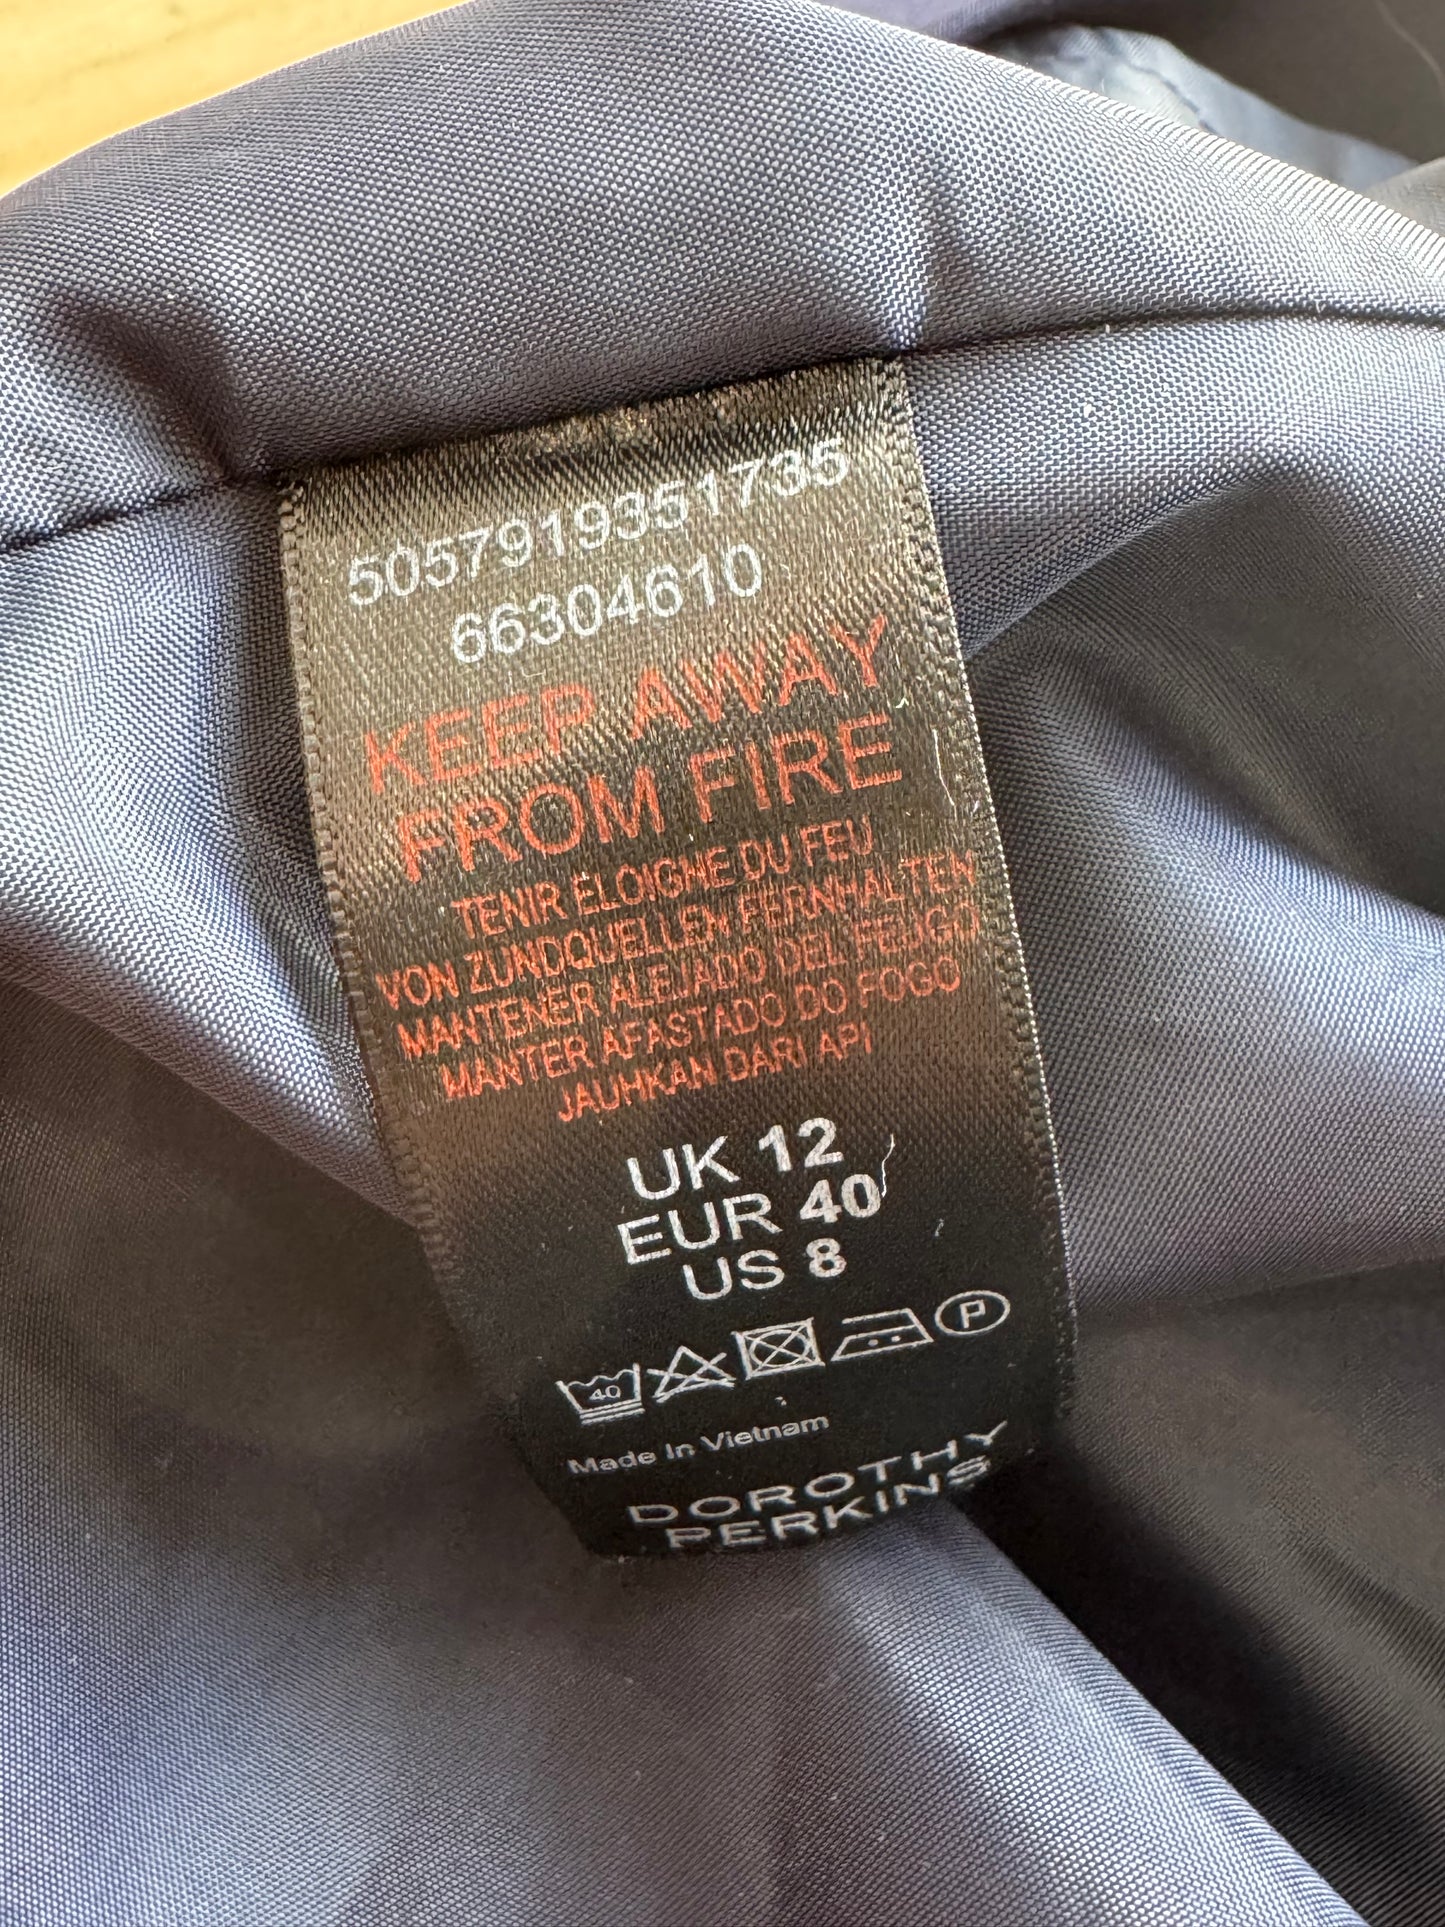 5057919351735
66304610
KEEP AWAY
FROM FIRE
TENIR ELOIGNE DU FEU
VON ZUNDQUELLEN FERNHALTEN
MANTENER ALEJADO DEL FEUGO
MANTER AFASTADO DO FOGO
JAUHKAN DARI API
UK 12
EUR 40
US 8
40 P
Made In Vietnam
DOROTHY
PERKINS